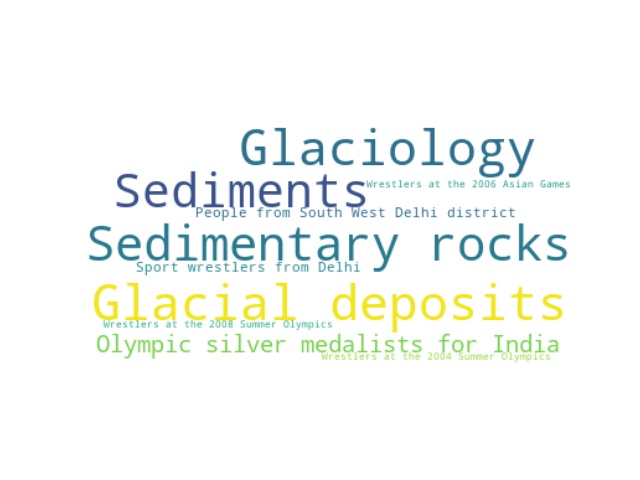 Glaciology
Sediments
Wrestlers at the 2006 Asian Games
People from South West Delhi district
Sedimentary rocks
Sport wrestlers from Delhi
Glacial deposits
Wrestlers at the 2008 Summer Olympics
Olympic silver medalists for India
Wrestlers at the 2004 Summer Olympics